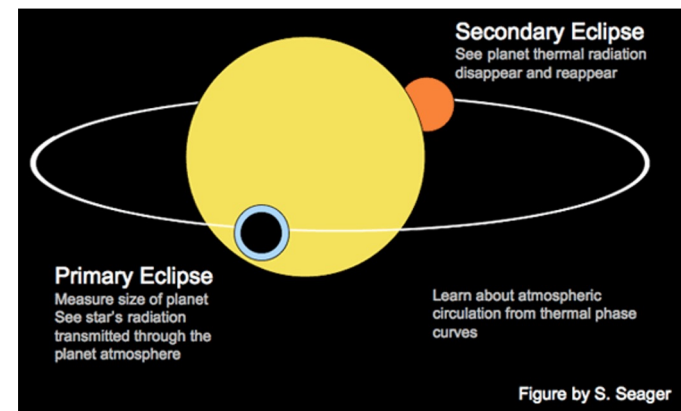 Secondary Eclipse
See planet thermal radiation
disappear and reappear
Primary Eclipse
Measure size of planet
See star's radiation
transmitted through the
planet atmosphere
Learn about atmospheric
circulation from thermal phase
curves
Figure by S. Seager